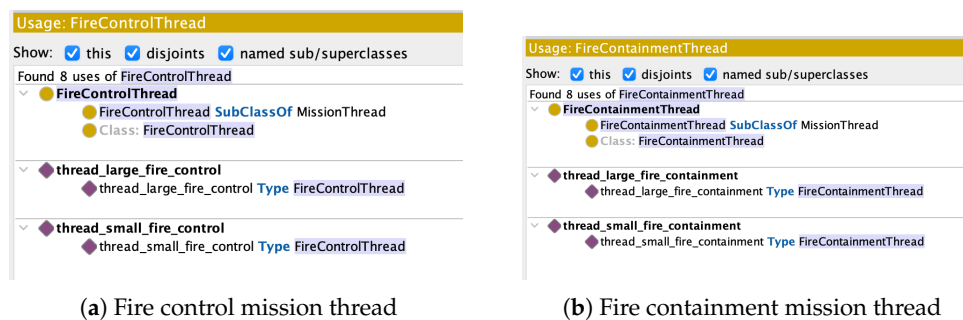 Usage: FireControlThread
Show: this disjoints named sub/superclasses
Found 8 uses of FireControlThread
FireControlThread
FireControlThread SubClassOf MissionThread
Class: FireControlThread
thread_large_fire_control
thread_large_fire_control Type FireControlThread
thread_small_fire_control
thread_small_fire_control Type FireControlThread
(a) Fire control mission thread
Usage: FireContainmentThread
Show: this disjoints named sub/superclasses
Found 8 uses of FireContainmentThread
FireContainmentThread
FireContainmentThread SubClassOf MissionThread
Class: FireContainmentThread
thread_large_fire_containment
thread_large_fire_containment Type FireContainmentThread
thread_small_fire_containment
thread_small_fire_containment Type FireContainmentThread
(b) Fire containment mission thread